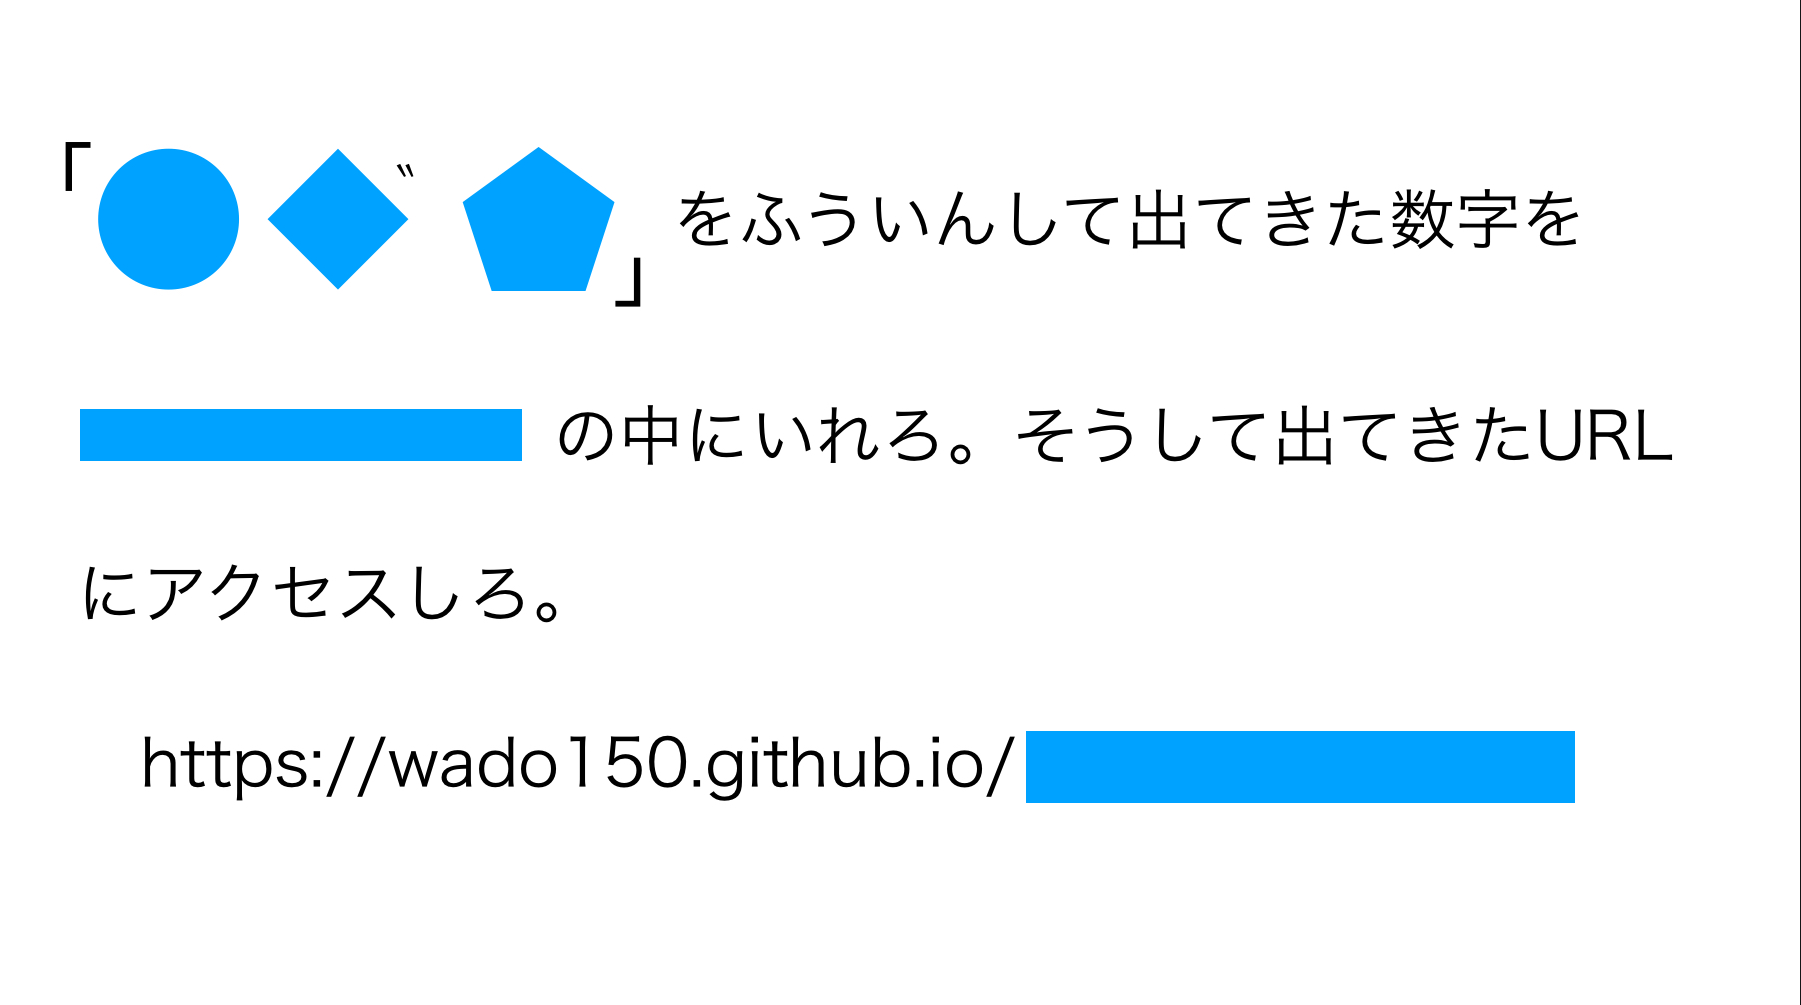 「゛」をふういんして出てきた数字を
の中にいれろ。そうして出てきたURL
にアクセスしろ。
https://wado150.github.io/